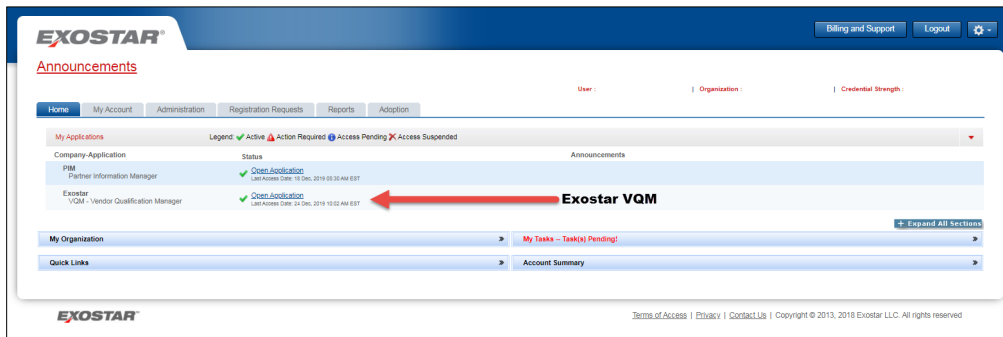 EXOSTAR®
Billing and Support
Logout
Announcements
User :
| Organization :
| Credential Strength :
Home
My Account
Administration
Registration Requests
Reports
Adoption
My Applications
Legend: Active Action Required Access Pending Access Suspended
Company-Application
Status
Announcements
PIM
Partner Information Manager
Open Application
Last Access Date: 18 Dec, 2019 08:30 AM EST
Exostar
VQM - Vendor Qualification Manager
Open Application
Last Access Date: 24 Dec, 2019 10:02 AM EST
Exostar VQM
+ Expand All Sections
My Organization »
My Tasks -- Task(s) Pending! »
Quick Links »
Account Summary »
EXOSTAR
Terms of Access | Privacy | Contact Us | Copyright © 2013, 2018 Exostar LLC. All rights reserved